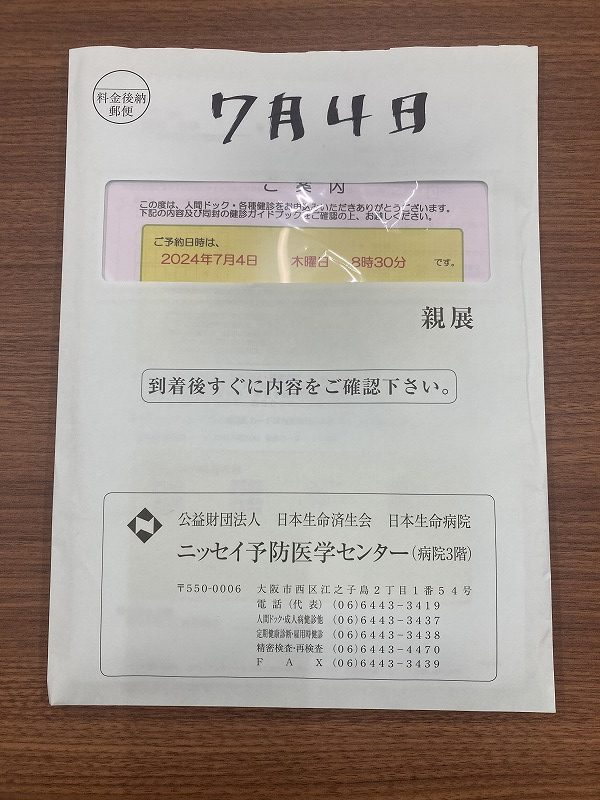 料金後納
郵便
7月4日
ご案内
この度は、人間ドック・各種健診をお申込みいただきありがとうございます。
下記の内容及び同封の健診ガイドブックをご確認の上、お越しください。
ご予約日時は、
2024年7月4日 木曜日 8時30分 です。
親展
到着後すぐに内容をご確認下さい。
公益財団法人 日本生命済生会 日本生命病院
ニッセイ予防医学センター(病院3階)
〒550-0006 大阪市西区江之子島2丁目1番54号
電話(代表) (06)6443-3419
人間ドック・成人病健診他 (06)6443-3437
定期健康診断・雇用時健診 (06)6443-3438
精密検査・再検査 (06)6443-4470
FAX (06)6443-3439